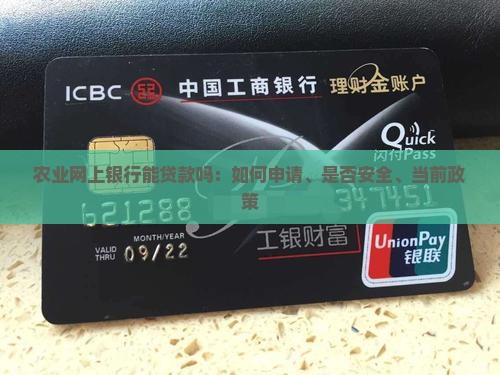 ICBC 中国工商银行 理财金账户
Quick
闪付Pass
农业网上银行能贷款吗：如何申请、是否安全、当前政
策
621288 347451
MONTH/YEAR
VALID
THRU 09/22
工银财富
UnionPay
银联